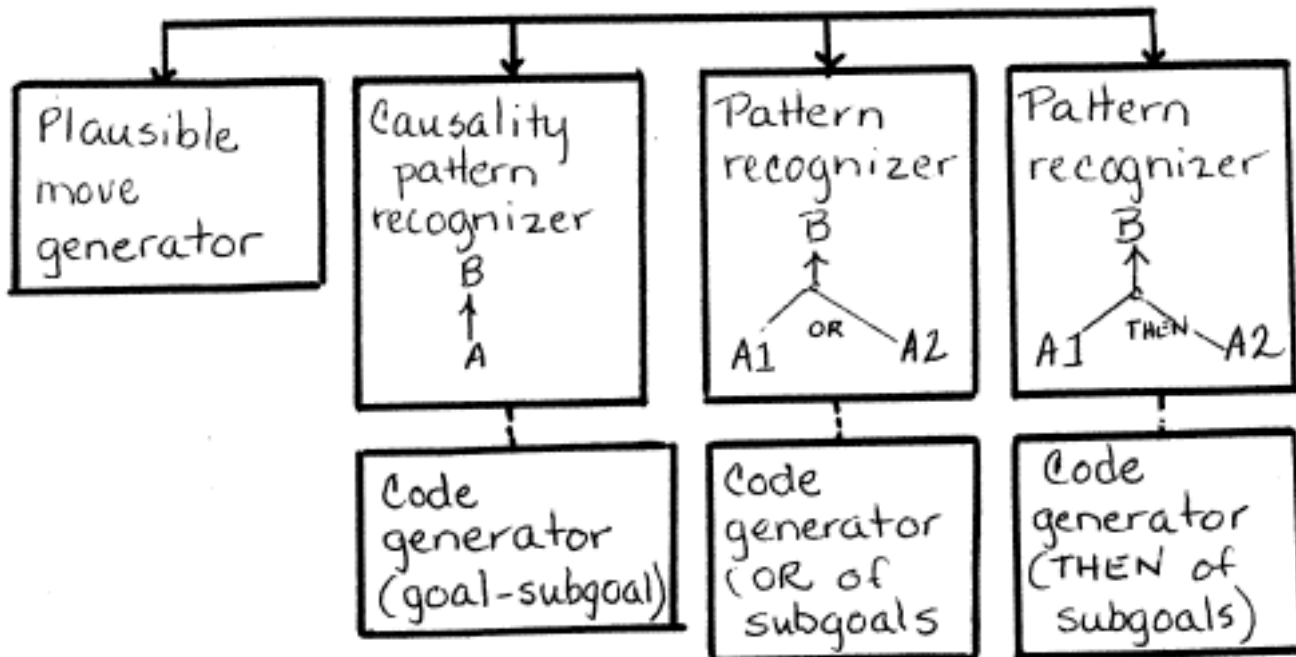 Plausible
move
generator
Causality
pattern
recognizer
B
A
Pattern
recognizer
B
c
OR
A1
A2
Pattern
recognizer
B
c
THEN
A1
A2
Code
generator
(goal-subgoal)
Code
generator
(OR of
subgoals
Code
generator
(THEN of
subgoals)